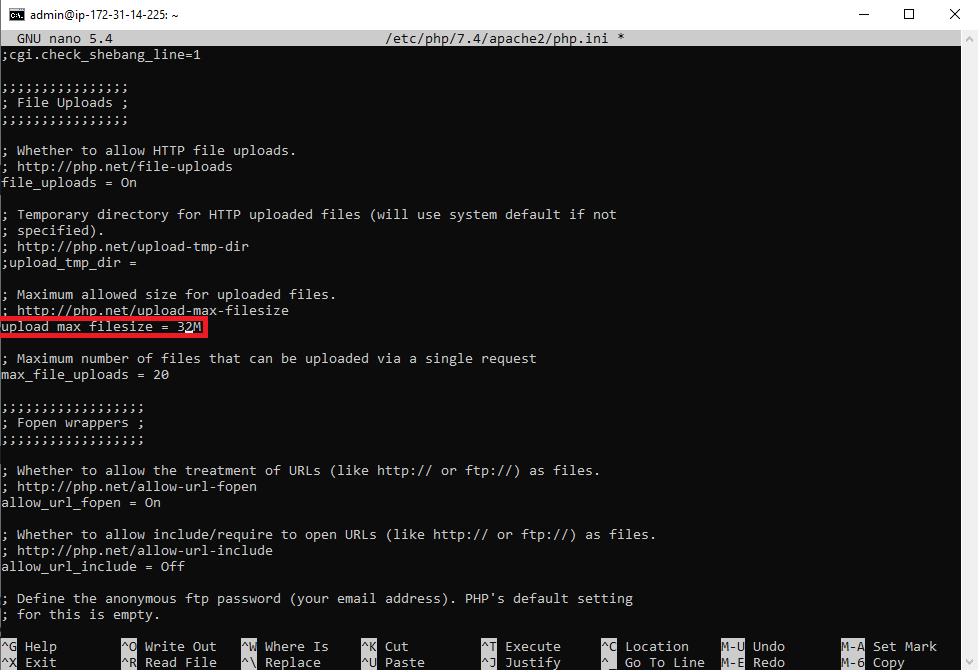 admin@ip-172-31-14-225: ~
GNU nano 5.4 /etc/php/7.4/apache2/php.ini *
;cgi.check_shebang_line=1
;;;;;;;;;;;;;;;;
; File Uploads ;
;;;;;;;;;;;;;;;;
; Whether to allow HTTP file uploads.
; http://php.net/file-uploads
file_uploads = On
; Temporary directory for HTTP uploaded files (will use system default if not
; specified).
; http://php.net/upload-tmp-dir
;upload_tmp_dir =
; Maximum allowed size for uploaded files.
; http://php.net/upload-max-filesize
upload_max_filesize = 32M
; Maximum number of files that can be uploaded via a single request
max_file_uploads = 20
;;;;;;;;;;;;;;;;;;
; Fopen wrappers ;
;;;;;;;;;;;;;;;;;;
; Whether to allow the treatment of URLs (like http:// or ftp://) as files.
; http://php.net/allow-url-fopen
allow_url_fopen = On
; Whether to allow include/require to open URLs (like http:// or ftp://) as files.
; http://php.net/allow-url-include
allow_url_include = Off
; Define the anonymous ftp password (your email address). PHP's default setting
; for this is empty.
^G Help ^O Write Out ^W Where Is ^K Cut ^T Execute ^C Location M-U Undo M-A Set Mark
^X Exit ^R Read File ^\ Replace ^U Paste ^J Justify ^_ Go To Line M-E Redo M-6 Copy